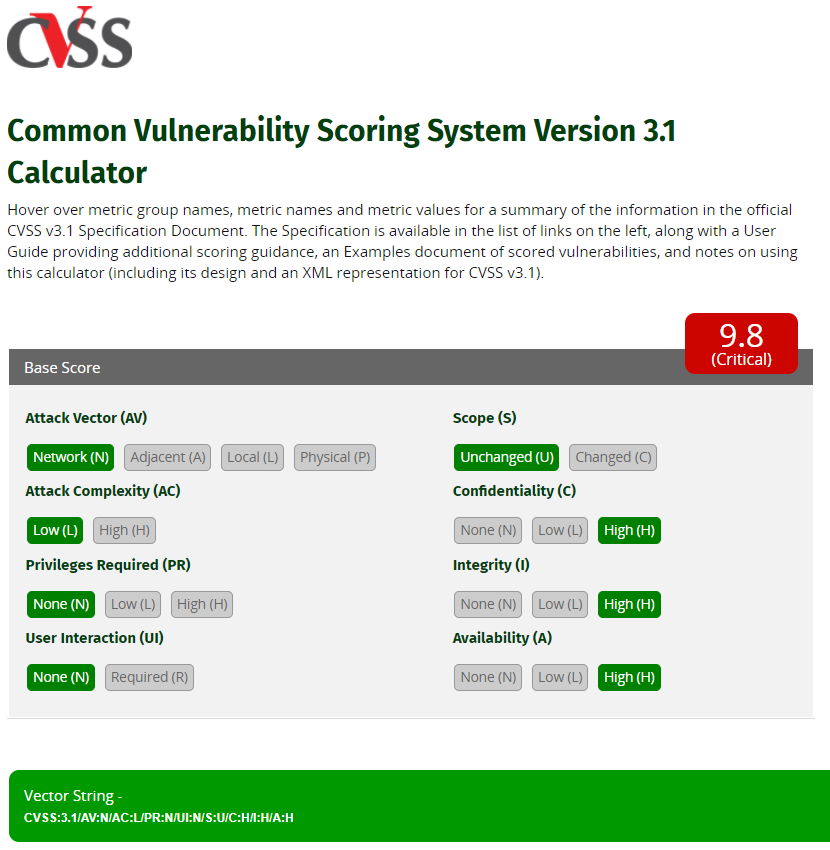 CVSS
Common Vulnerability Scoring System Version 3.1
Calculator
Hover over metric group names, metric names and metric values for a summary of the information in the official
CVSS v3.1 Specification Document. The Specification is available in the list of links on the left, along with a User
Guide providing additional scoring guidance, an Examples document of scored vulnerabilities, and notes on using
this calculator (including its design and an XML representation for CVSS v3.1).
9.8
(Critical)
Base Score
Attack Vector (AV)
Network (N) Adjacent (A) Local (L) Physical (P)
Attack Complexity (AC)
Low (L) High (H)
Privileges Required (PR)
None (N) Low (L) High (H)
User Interaction (UI)
None (N) Required (R)
Scope (S)
Unchanged (U) Changed (C)
Confidentiality (C)
None (N) Low (L) High (H)
Integrity (I)
None (N) Low (L) High (H)
Availability (A)
None (N) Low (L) High (H)
Vector String -
CVSS:3.1/AV:N/AC:L/PR:N/UI:N/S:U/C:H/I:H/A:H